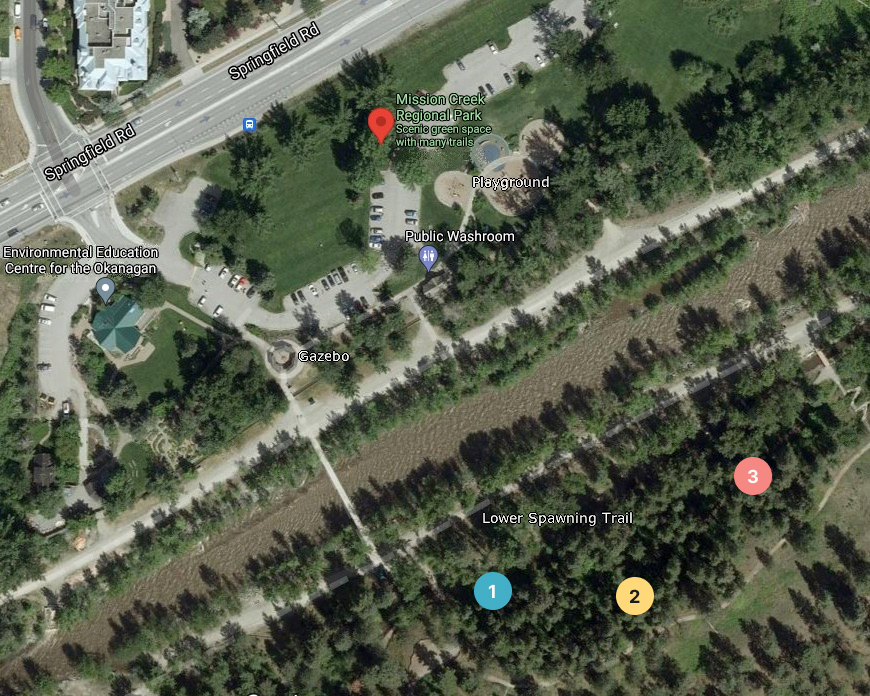 Springfield Rd
Mission Creek
Regional Park
Scenic green space
with many trails
Springfield Rd
Playground
Public Washroom
Environmental Education
Centre for the Okanagan
Gazebo
3
Lower Spawning Trail
1
2